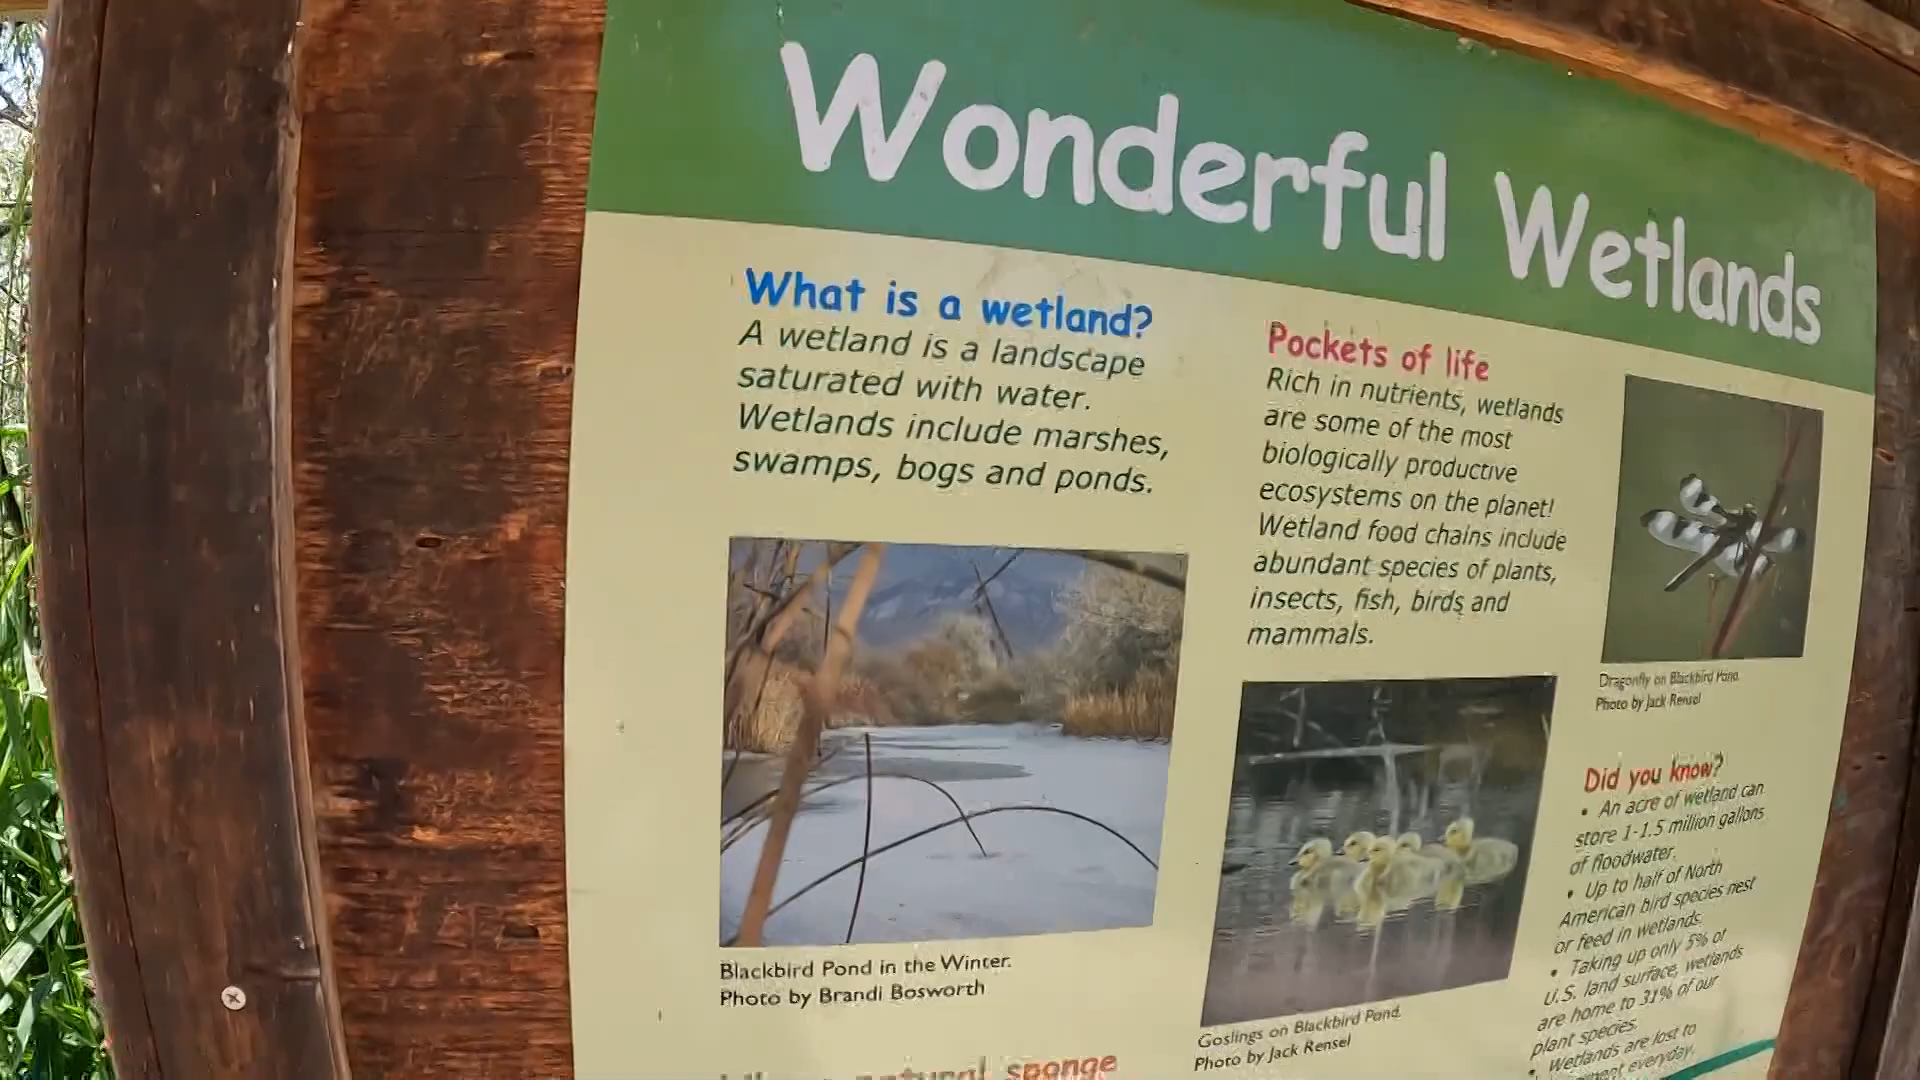 Wonderful Wetlands
What is a wetland?
A wetland is a landscape
saturated with water.
Wetlands include marshes,
swamps, bogs and ponds.
Blackbird Pond in the Winter.
Photo by Brandi Bosworth
natural sponge
Pockets of life
Rich in nutrients, wetlands
are some of the most
biologically productive
ecosystems on the planet!
Wetland food chains include
abundant species of plants,
insects, fish, birds and
mammals.
Goslings on Blackbird Pond.
Photo by Jack Rensel
Dragonfly on Blackbird Pond.
Photo by Jack Rensel
Did you know?
• An acre of wetland can
store 1-1.5 million gallons
of floodwater.
• Up to half of North
American bird species nest
or feed in wetlands.
• Taking up only 5% of
U.S. land surface, wetlands
are home to 31% of our
plant species.
• Wetlands are lost to
everyday.